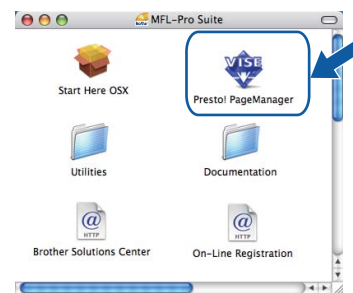 MFL-Pro Suite
VISE
Start Here OSX
Presto! PageManager
Utilities
Documentation
@
HTTP
@
HTTP
Brother Solutions Center
On-Line Registration